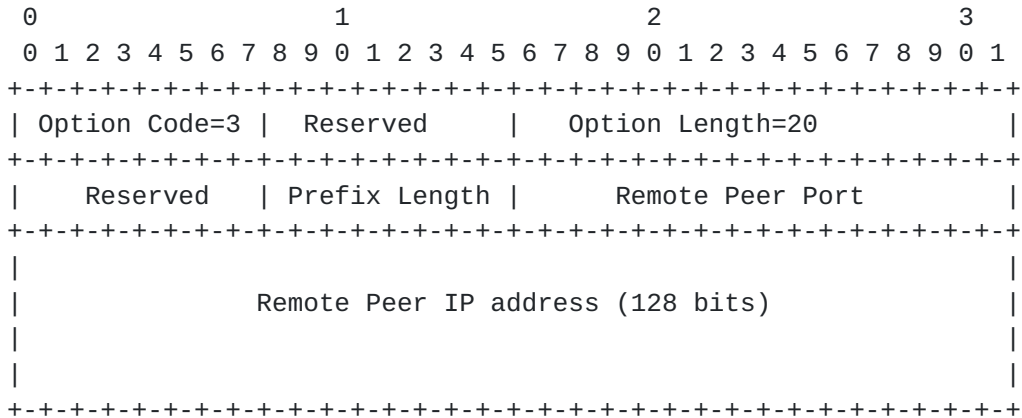 0                   1                   2                   3
 0 1 2 3 4 5 6 7 8 9 0 1 2 3 4 5 6 7 8 9 0 1 2 3 4 5 6 7 8 9 0 1
+-+-+-+-+-+-+-+-+-+-+-+-+-+-+-+-+-+-+-+-+-+-+-+-+-+-+-+-+-+-+-+-+
| Option Code=3 |  Reserved     |   Option Length=20            |
+-+-+-+-+-+-+-+-+-+-+-+-+-+-+-+-+-+-+-+-+-+-+-+-+-+-+-+-+-+-+-+-+
|    Reserved   | Prefix Length |      Remote Peer Port         |
+-+-+-+-+-+-+-+-+-+-+-+-+-+-+-+-+-+-+-+-+-+-+-+-+-+-+-+-+-+-+-+-+
|                                                               |
|               Remote Peer IP address (128 bits)               |
|                                                               |
|                                                               |
+-+-+-+-+-+-+-+-+-+-+-+-+-+-+-+-+-+-+-+-+-+-+-+-+-+-+-+-+-+-+-+-+